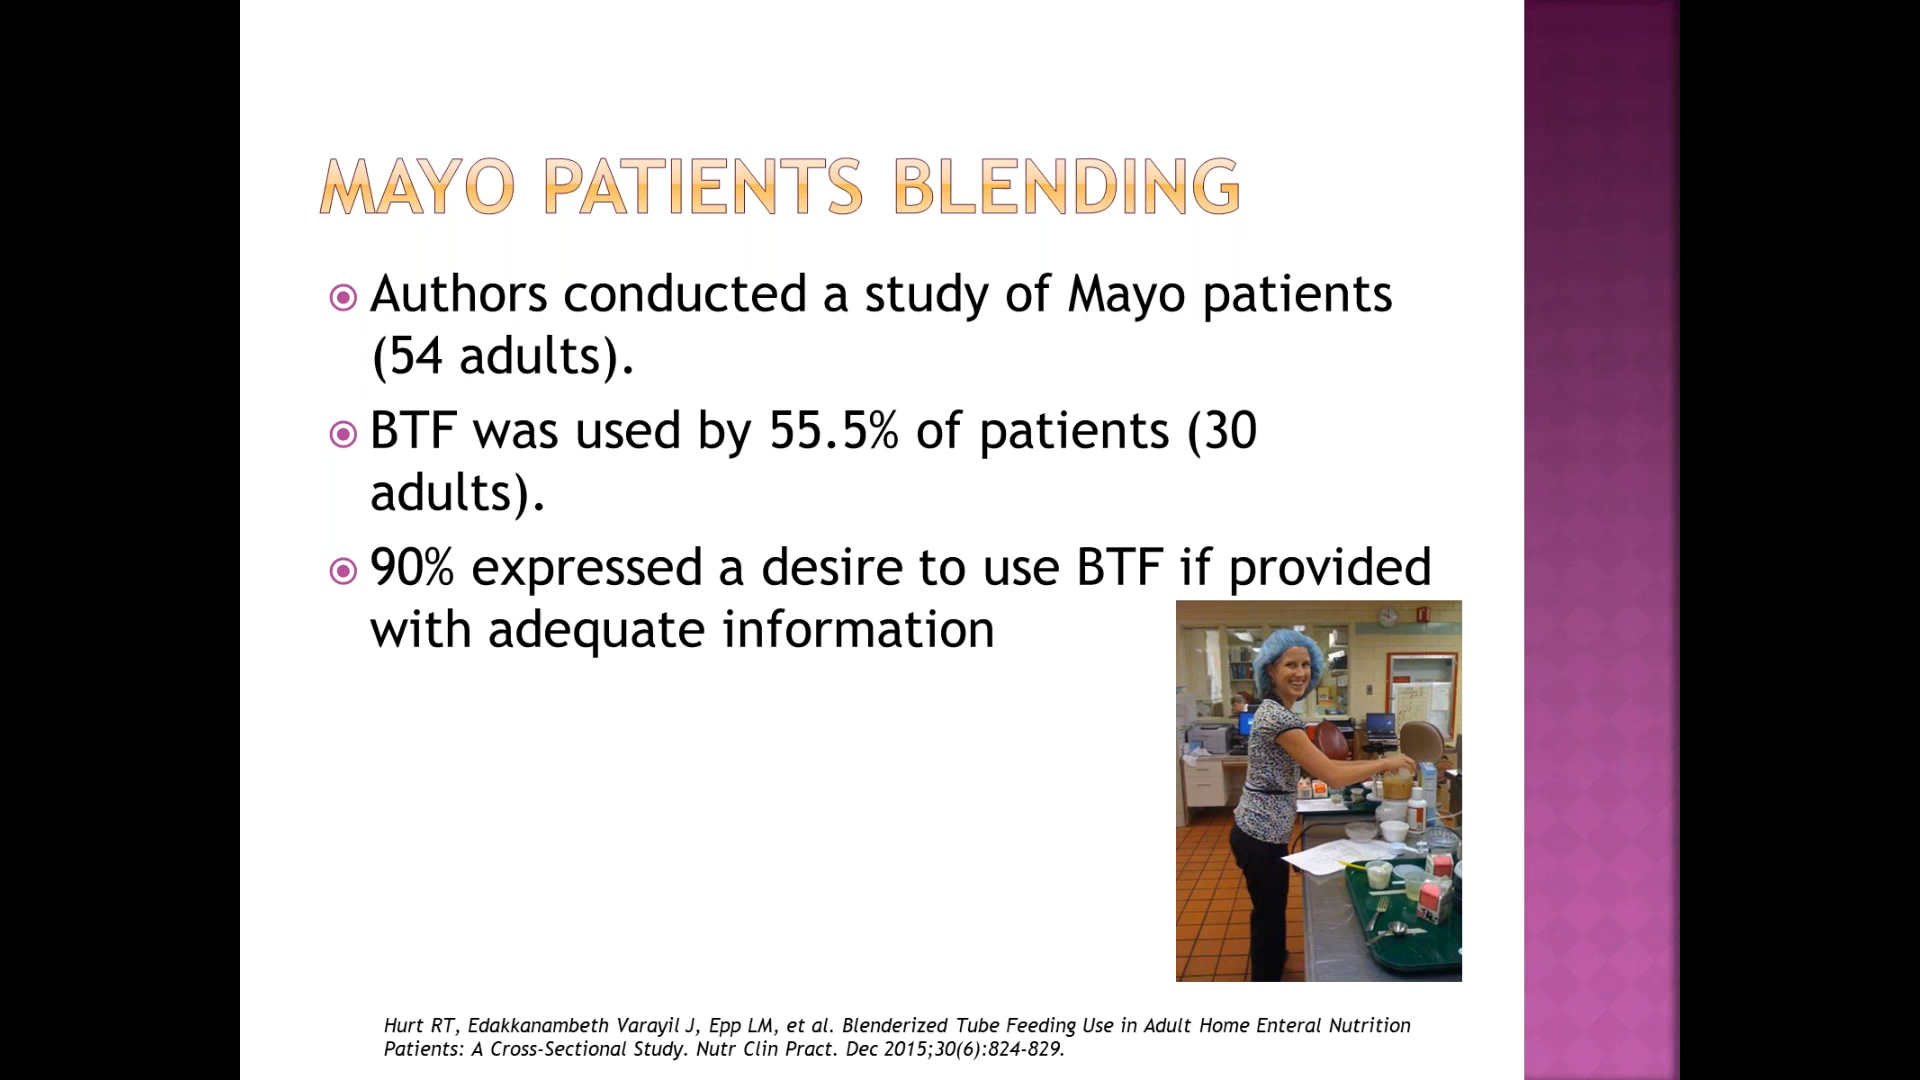 MAYO PATIENTS BLENDING
Authors conducted a study of Mayo patients
(54 adults).
BTF was used by 55.5% of patients (30
adults).
90% expressed a desire to use BTF if provided
with adequate information
Hurt RT, Edakkanambeth Varayil J, Epp LM, et al. Blenderized Tube Feeding Use in Adult Home Enteral Nutrition
Patients: A Cross-Sectional Study. Nutr Clin Pract. Dec 2015;30(6):824-829.